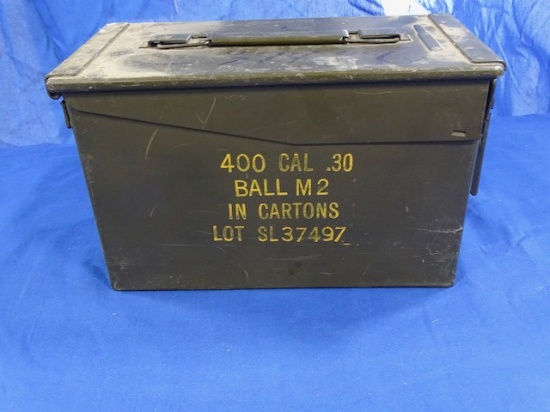 400 CAL .30
BALL M2
IN CARTONS
LOT SL37497